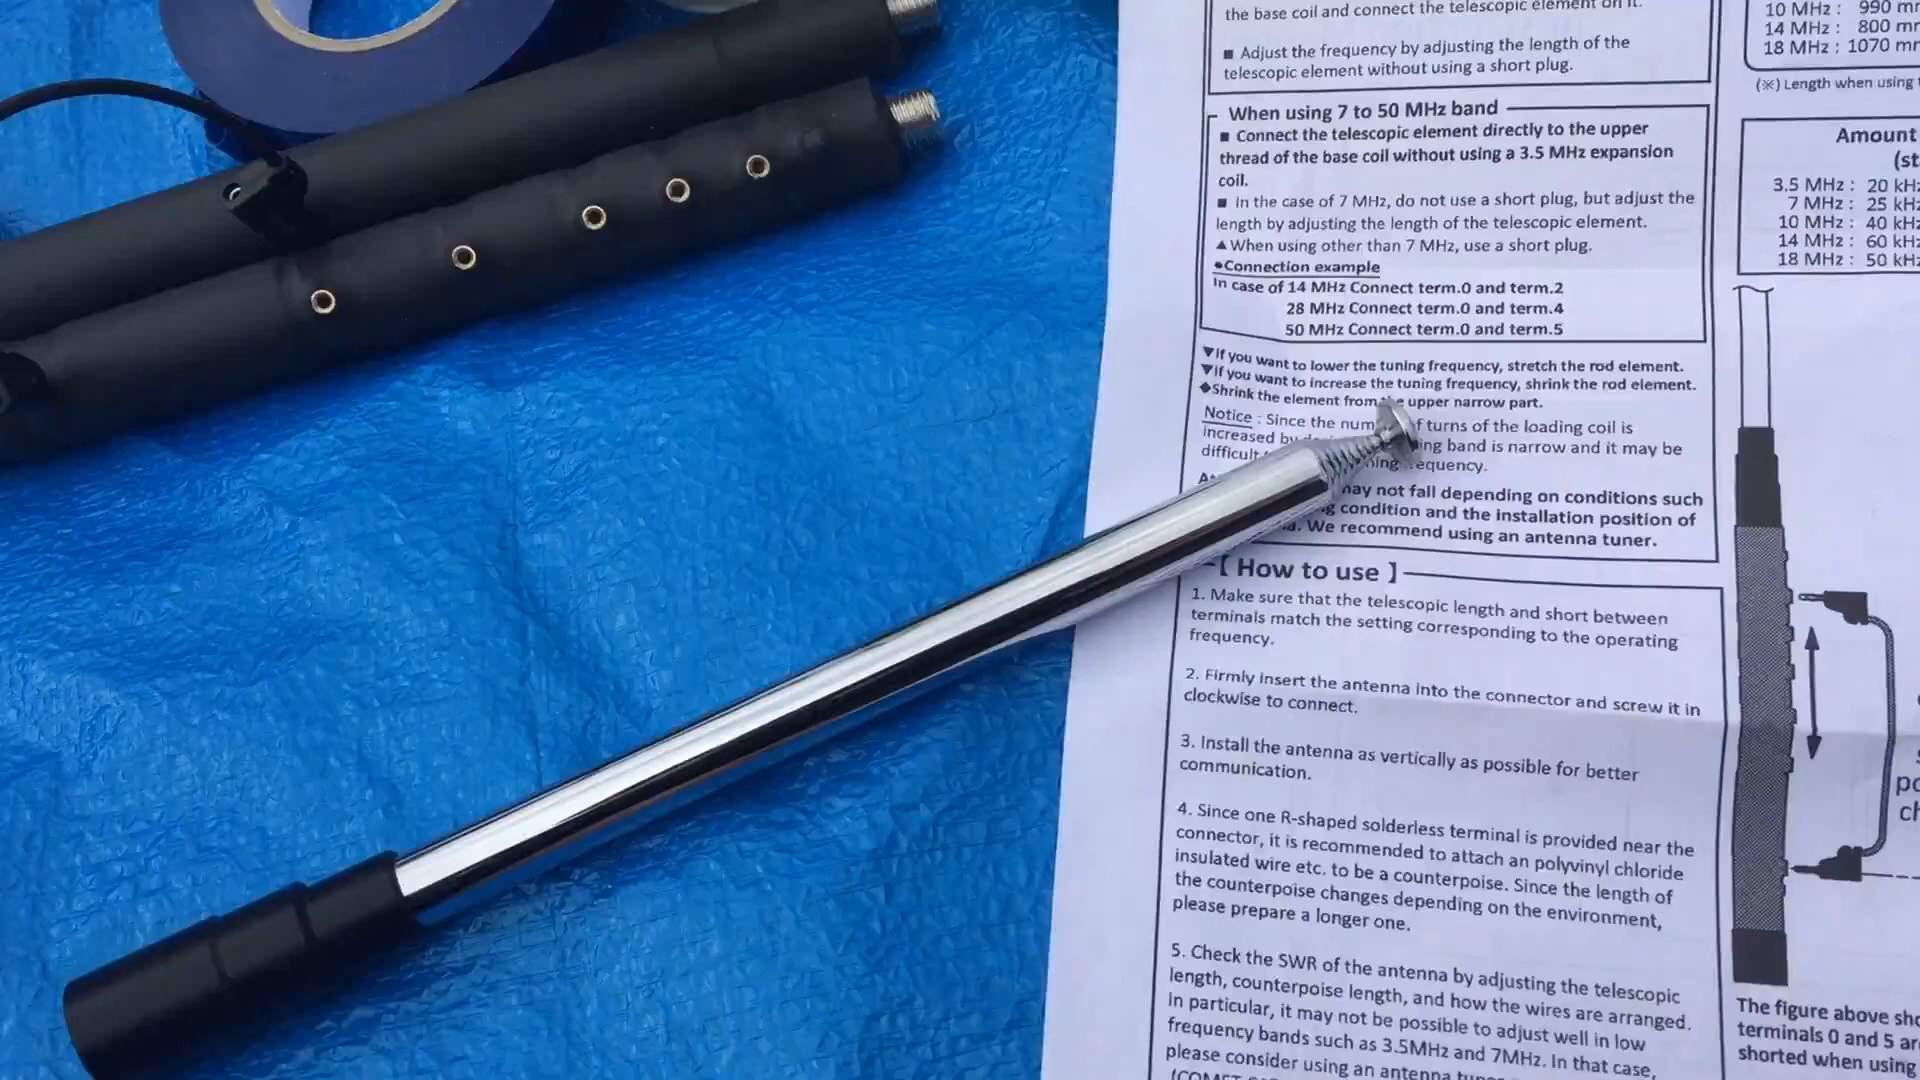 the base coil and connect the telescopic element on it.
■ Adjust the frequency by adjusting the length of the
telescopic element without using a short plug.
When using 7 to 50 MHz band
■ Connect the telescopic element directly to the upper
thread of the base coil without using a 3.5 MHz expansion
coil.
■ In the case of 7 MHz, do not use a short plug, but adjust the
length by adjusting the length of the telescopic element.
▲When using other than 7 MHz, use a short plug.
•Connection example
In case of 14 MHz Connect term.0 and term.2
28 MHz Connect term.0 and term.4
50 MHz Connect term.0 and term.5
▼If you want to lower the tuning frequency, stretch the rod element.
▼If you want to increase the tuning frequency, shrink the rod element.
◆Shrink the element from the upper narrow part.
Notice : Since the num f turns of the loading coil is
increased by ing band is narrow and it may be
difficult ning equency.
may not fall depending on conditions such
g condition and the installation position of
a. We recommend using an antenna tuner.
[ How to use ]
1. Make sure that the telescopic length and short between
terminals match the setting corresponding to the operating
frequency.
2. Firmly insert the antenna into the connector and screw it in
clockwise to connect.
3. Install the antenna as vertically as possible for better
communication.
4. Since one R-shaped solderless terminal is provided near the
connector, it is recommended to attach an polyvinyl chloride
insulated wire etc. to be a counterpoise. Since the length of
the counterpoise changes depending on the environment,
please prepare a longer one.
5. Check the SWR of the antenna by adjusting the telescopic
length, counterpoise length, and how the wires are arranged.
In particular, it may not be possible to adjust well in low
frequency bands such as 3.5MHz and 7MHz. In that case,
please consider using an antenna tuner
10 MHz : 990 mm
14 MHz : 800 mm
18 MHz : 1070 mm
(※) Length when using
Amount
(st
3.5 MHz : 20 kHz
7 MHz : 25 kHz
10 MHz : 40 kHz
14 MHz : 60 kHz
18 MHz : 50 kHz
po
ch
The figure above sho
terminals 0 and 5 ar
shorted when using